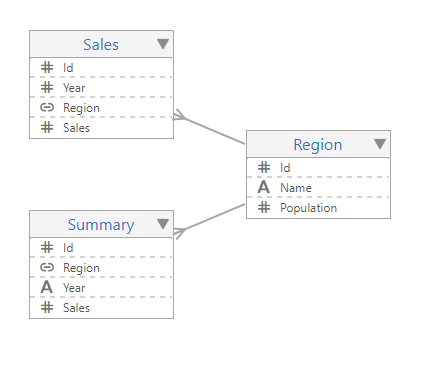 Sales
Id
Year
Region
Sales
Region
Id
Name
Population
Summary
Id
Region
Year
Sales